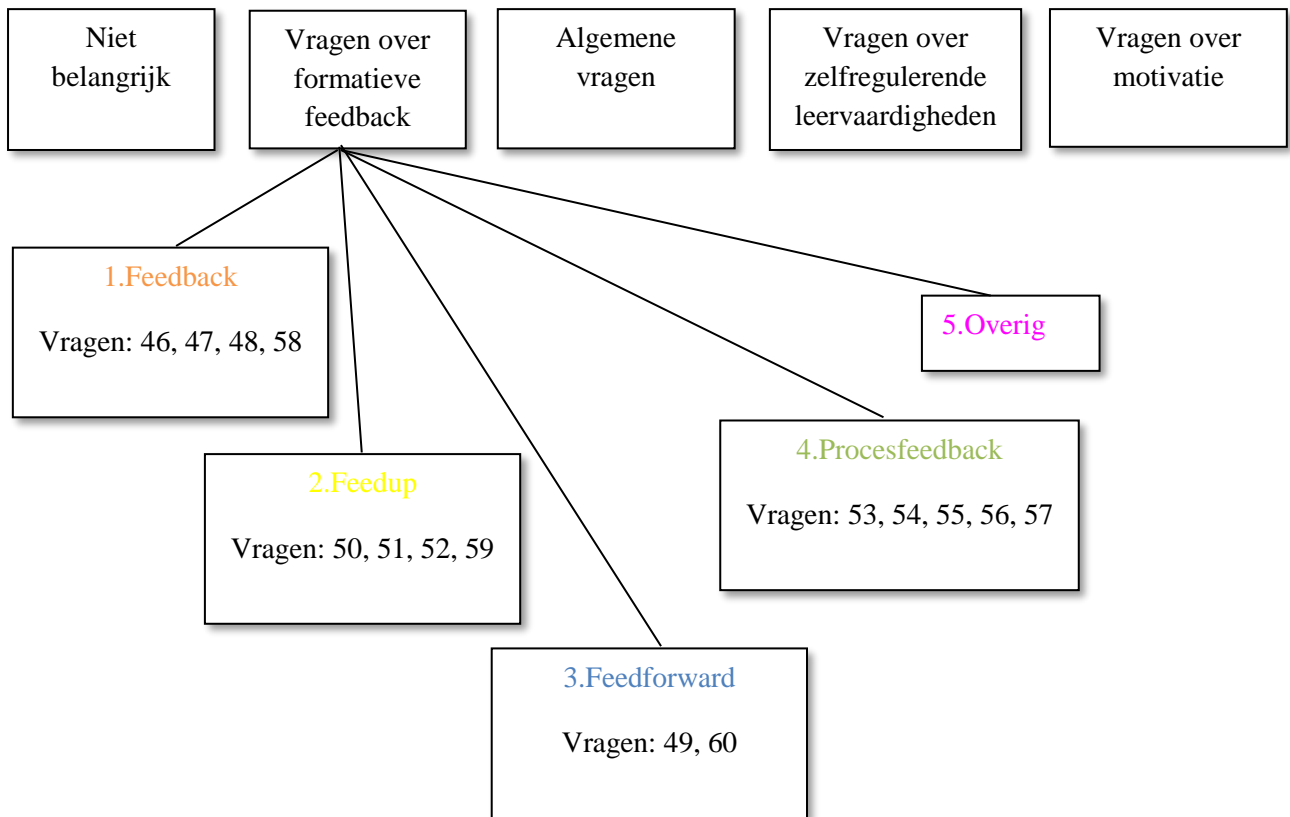 Niet
belangrijk
Vragen over
formatieve
feedback
Algemene
vragen
Vragen over
zelfregulerende
leervaardigheden
Vragen over
motivatie
1.Feedback
Vragen: 46, 47, 48, 58
5.Overig
2.Feedup
Vragen: 50, 51, 52, 59
4.Procesfeedback
Vragen: 53, 54, 55, 56, 57
3.Feedforward
Vragen: 49, 60